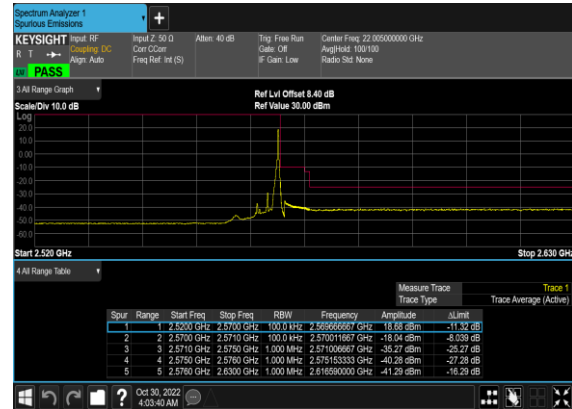 Spectrum Analyzer 1
Spurious Emissions
+
KEYSIGHT
R T
LXI PASS
Input: RF
Coupling: DC
Align: Auto
Input Z: 50 Ω
Corr CCorr
Freq Ref: Int (S)
Atten: 40 dB
Trig: Free Run
Gate: Off
IF Gain: Low
Center Freq: 22.005000000 GHz
Avg|Hold: 100/100
Radio Std: None
3 All Range Graph
Scale/Div 10.0 dB
Ref Lvl Offset 8.40 dB
Ref Value 30.00 dBm
Log
20.0
10.0
0.00
-10.0
-20.0
-30.0
-40.0
-50.0
-60.0
Start 2.520 GHz
Stop 2.630 GHz
4 All Range Table
Measure Trace Trace 1
Trace Type Trace Average (Active)
Spur Range Start Freq Stop Freq RBW Frequency Amplitude ΔLimit
1 1 2.5200 GHz 2.5700 GHz 100.0 kHz 2.569666667 GHz 18.68 dBm -11.32 dB
2 2 2.5700 GHz 2.5710 GHz 100.0 kHz 2.570011667 GHz -18.04 dBm -8.039 dB
3 3 2.5710 GHz 2.5750 GHz 1.000 MHz 2.571006667 GHz -35.27 dBm -25.27 dB
4 4 2.5750 GHz 2.5760 GHz 1.000 MHz 2.575153333 GHz -40.28 dBm -27.28 dB
5 5 2.5760 GHz 2.6300 GHz 1.000 MHz 2.616590000 GHz -41.29 dBm -16.29 dB
?
Oct 30, 2022
4:03:40 AM